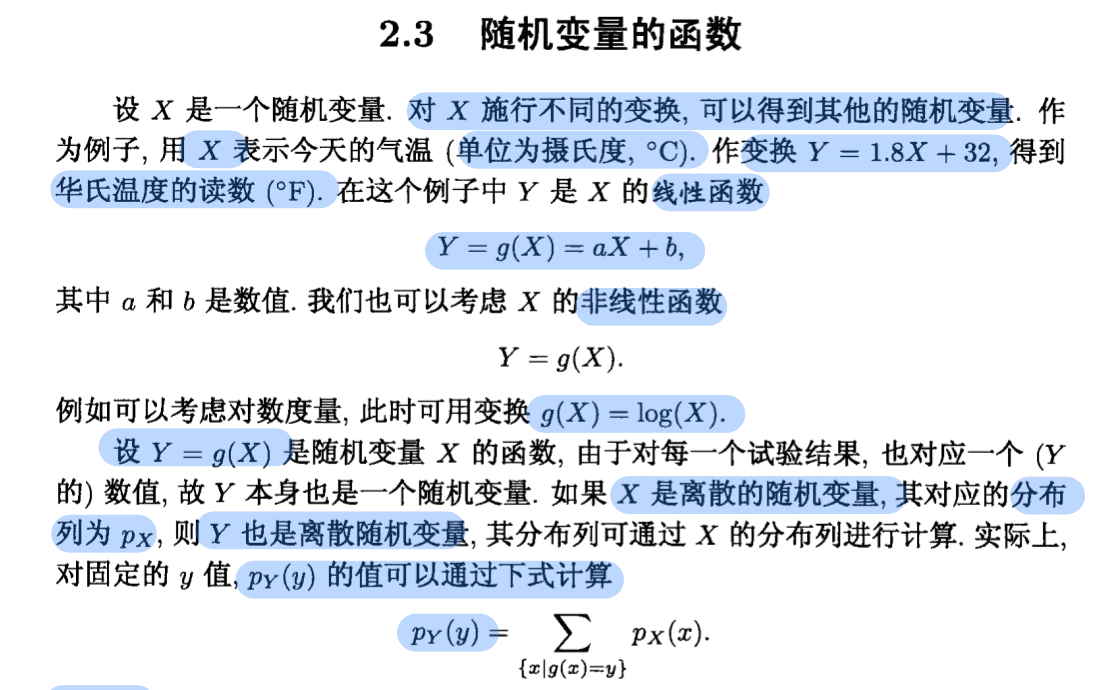 2.3 随机变量的函数
设 X 是一个随机变量. 对 X 施行不同的变换, 可以得到其他的随机变量. 作
为例子, 用 X 表示今天的气温 (单位为摄氏度, °C). 作变换 Y = 1.8X + 32, 得到
华氏温度的读数 (°F). 在这个例子中 Y 是 X 的线性函数
Y = g(X) = aX + b,
其中 a 和 b 是数值. 我们也可以考虑 X 的非线性函数
Y = g(X).
例如可以考虑对数度量, 此时可用变换 g(X) = log(X).
设 Y = g(X) 是随机变量 X 的函数, 由于对每一个试验结果, 也对应一个 (Y
的) 数值, 故 Y 本身也是一个随机变量. 如果 X 是离散的随机变量, 其对应的分布
列为 p_X, 则 Y 也是离散随机变量, 其分布列可通过 X 的分布列进行计算. 实际上,
对固定的 y 值, p_Y(y) 的值可以通过下式计算
p_Y(y) = ∑ p_X(x).
{x|g(x)=y}